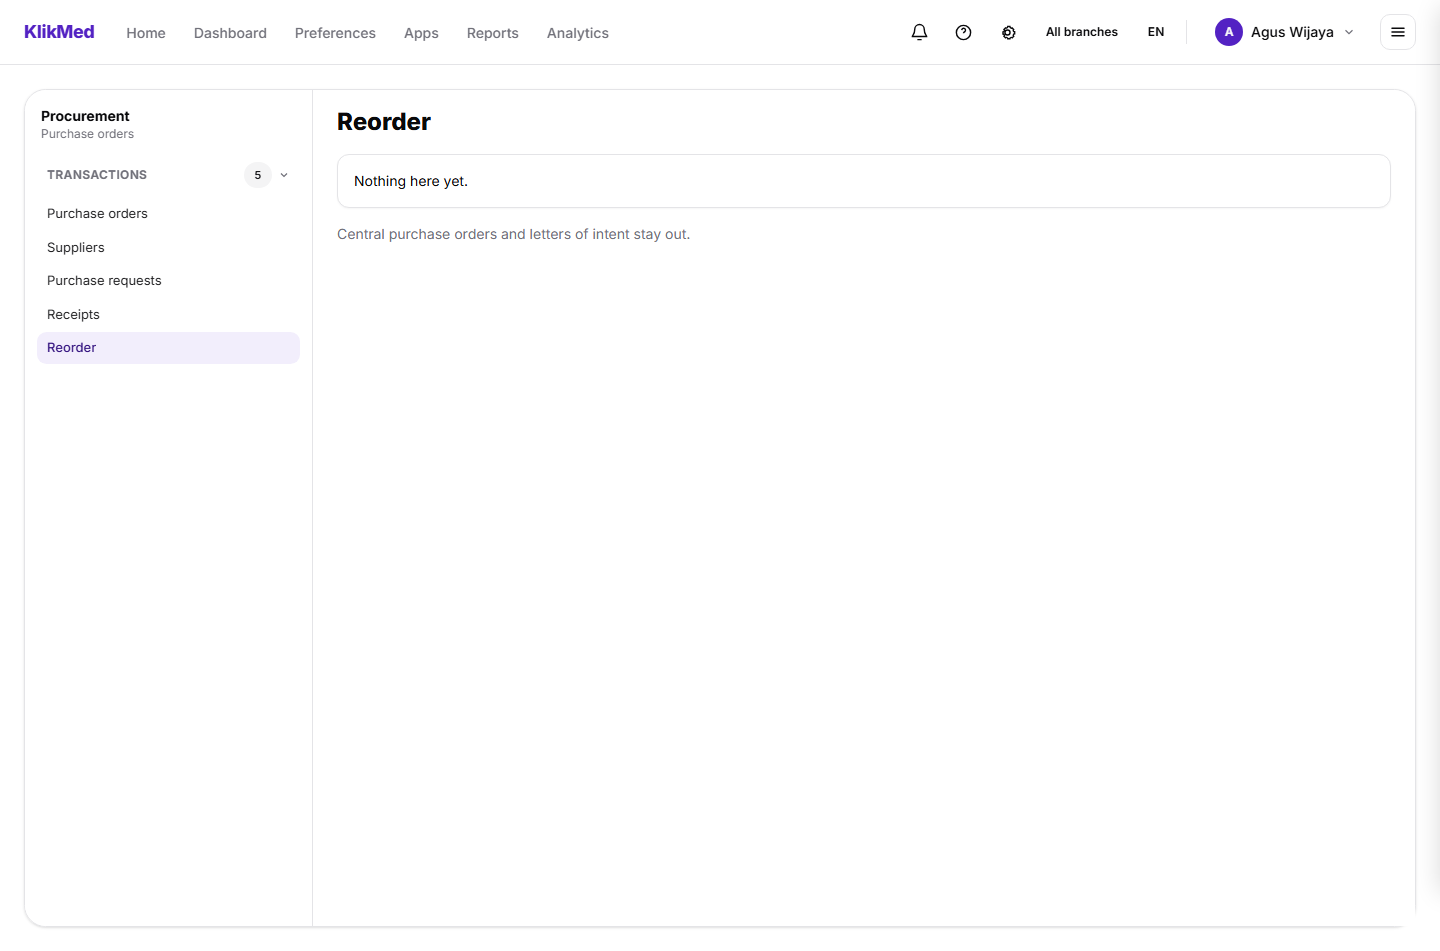 KlikMed
Home
Dashboard
Preferences
Apps
Reports
Analytics
All branches
EN
A
Agus Wijaya
Procurement
Purchase orders
TRANSACTIONS
5
Purchase orders
Suppliers
Purchase requests
Receipts
Reorder
Reorder
Nothing here yet.
Central purchase orders and letters of intent stay out.